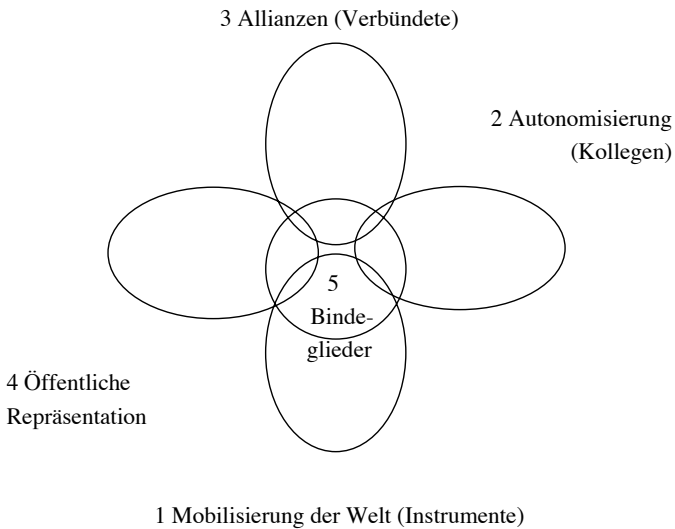 3 Allianzen (Verbündete)
2 Autonomisierung
(Kollegen)
5
Binde-
glieder
4 Öffentliche
Repräsentation
1 Mobilisierung der Welt (Instrumente)